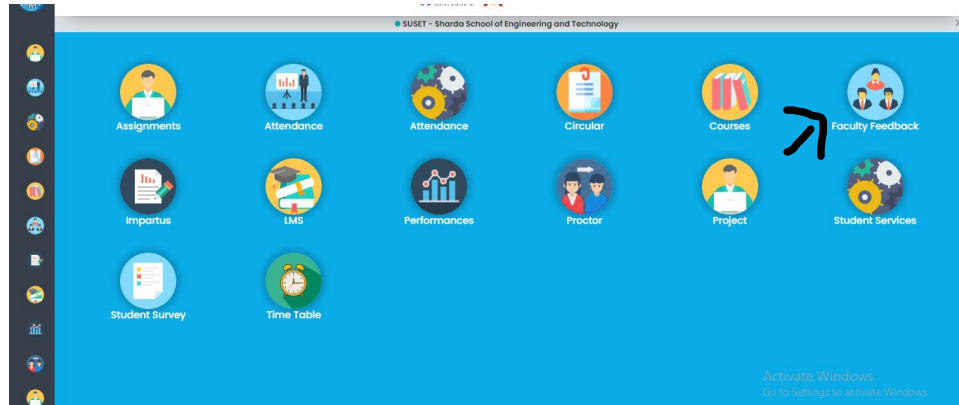 SUSET - Sharda School of Engineering and Technology
Assignments
Attendance
Attendance
Circular
Courses
Faculty Feedback
Impartus
LMS
Performances
Proctor
Project
Student Services
Student Survey
Time Table
Activate Windows
Go to Settings to activate Windows.